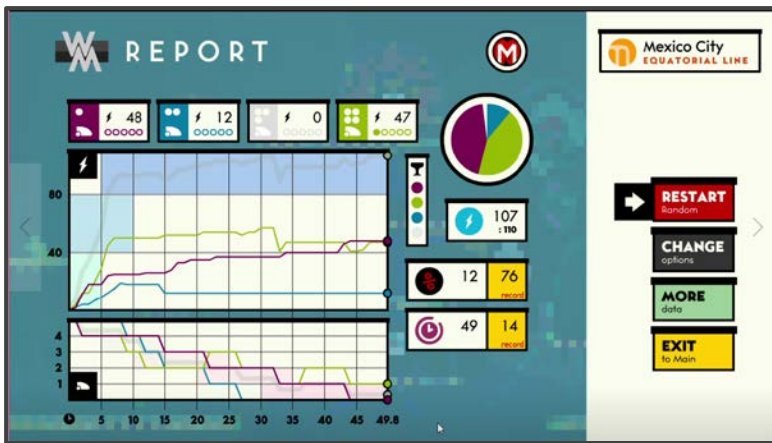 WM REPORT
M
Mexico City
EQUATORIAL LINE
48
12
0
47
80
40
107
: 110
12
76
record
49
14
record
4
3
2
1
5 10 15 20 25 30 35 40 45 49.8
RESTART
Random
CHANGE
options
MORE
data
EXIT
to Main